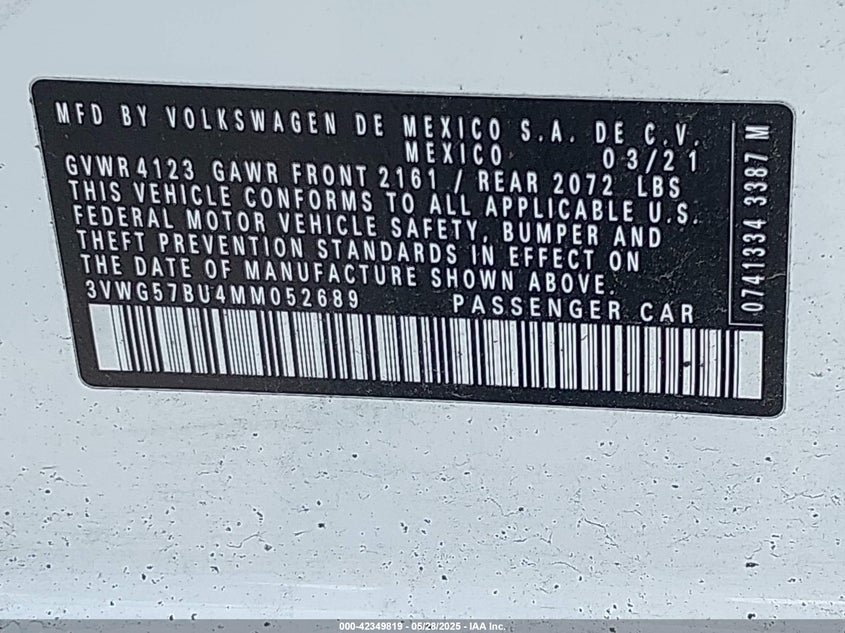 MFD BY VOLKSWAGEN DE MEXICO S.A. DE C.V.
MEXICO 03/21
GVWR 4123 GAWR FRONT 2161 / REAR 2072 LBS
THIS VEHICLE CONFORMS TO ALL APPLICABLE U.S.
FEDERAL MOTOR VEHICLE SAFETY, BUMPER AND
THEFT PREVENTION STANDARDS IN EFFECT ON
THE DATE OF MANUFACTURE SHOWN ABOVE.
3VWG57BU4MM052689 PASSENGER CAR
0741334 3387 M
000-42349819 - 05/28/2025 - IAA Inc.